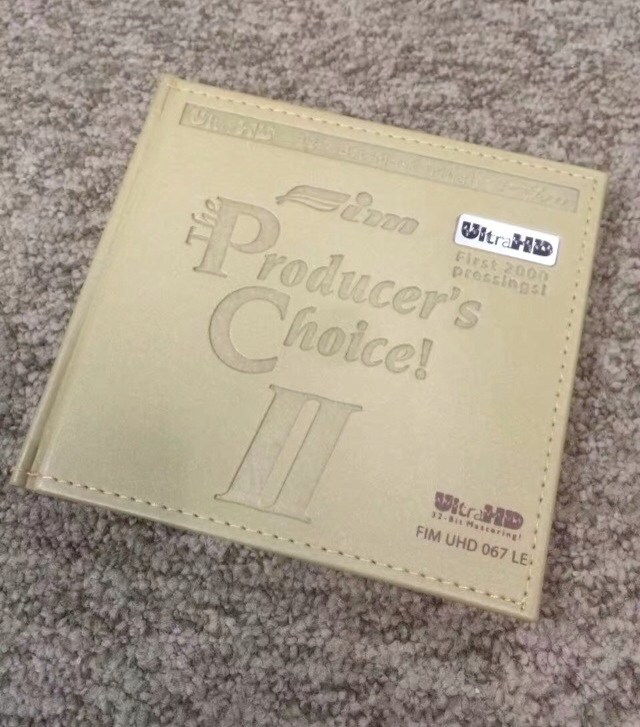 fim
UltraHD
First 2000
pressings!
The
Producer's
Choice!
II
UltraHD
32-Bit Mastering!
FIM UHD 067 LE